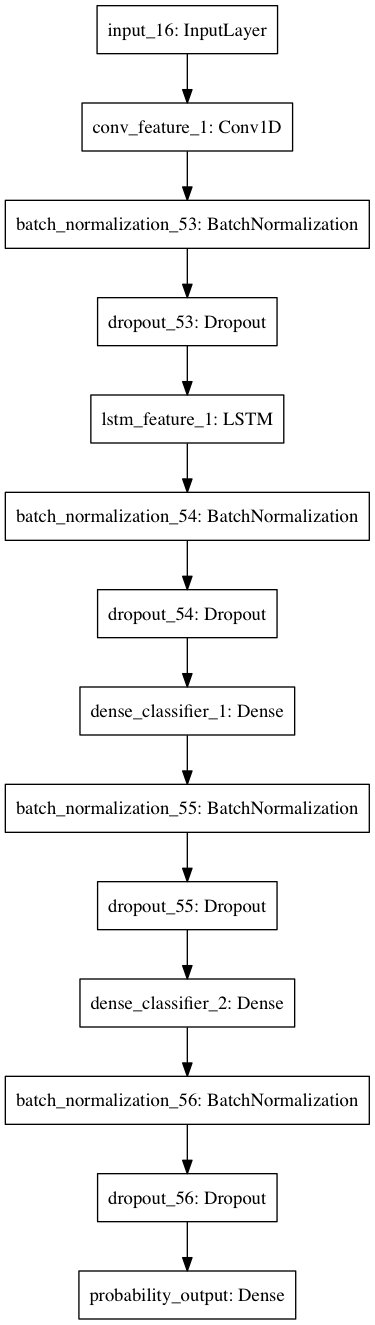 input_16: InputLayer
conv_feature_1: Conv1D
batch_normalization_53: BatchNormalization
dropout_53: Dropout
lstm_feature_1: LSTM
batch_normalization_54: BatchNormalization
dropout_54: Dropout
dense_classifier_1: Dense
batch_normalization_55: BatchNormalization
dropout_55: Dropout
dense_classifier_2: Dense
batch_normalization_56: BatchNormalization
dropout_56: Dropout
probability_output: Dense